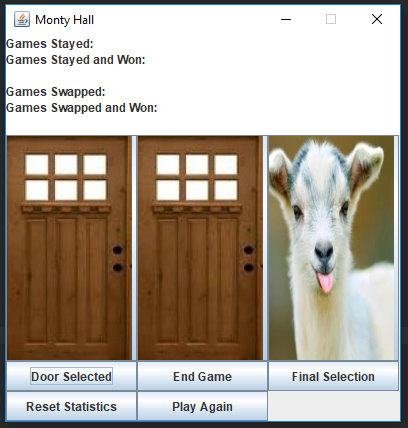 Monty Hall
Games Stayed:
Games Stayed and Won:
Games Swapped:
Games Swapped and Won:
Door Selected
End Game
Final Selection
Reset Statistics
Play Again